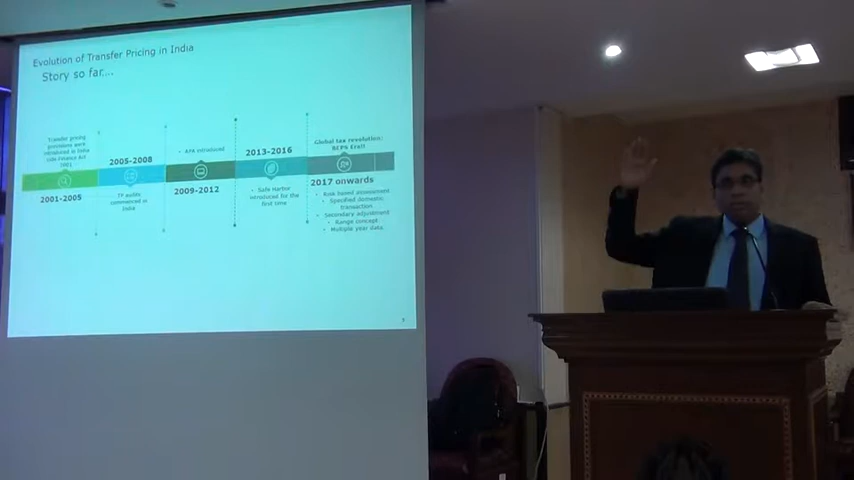 Evolution of Transfer Pricing in India
Story so far....
Transfer pricing
provisions were
introduced in India
vide Finance Act
2001
2001-2005
2005-2008
TP audits
commenced in
India
APA introduced
2009-2012
2013-2016
Safe Harbor
introduced for the
first time
Global tax revolution:
BEPS Era!!
2017 onwards
Risk based assessment
Specified domestic
transaction
Secondary adjustment
Range concept
Multiple year data